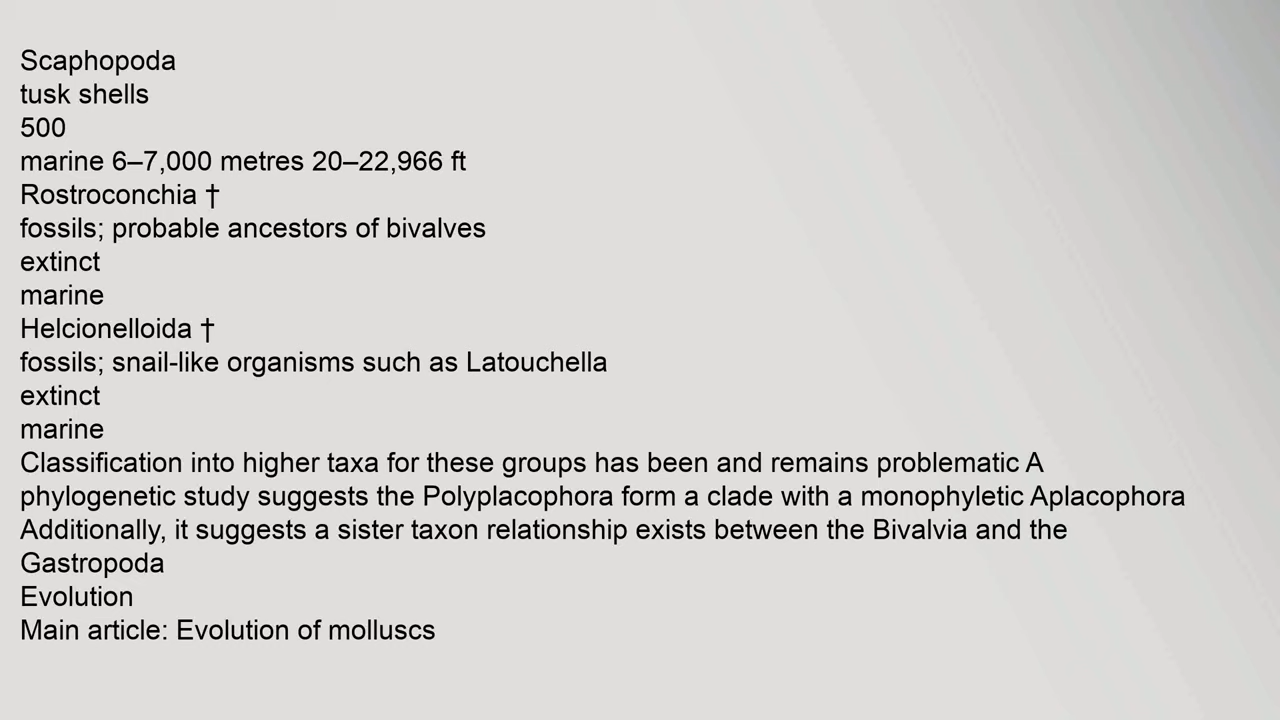 Scaphopoda
tusk shells
500
marine 6–7,000 metres 20–22,966 ft
Rostroconchia †
fossils; probable ancestors of bivalves
extinct
marine
Helcionelloida †
fossils; snail-like organisms such as Latouchella
extinct
marine
Classification into higher taxa for these groups has been and remains problematic A
phylogenetic study suggests the Polyplacophora form a clade with a monophyletic Aplacophora
Additionally, it suggests a sister taxon relationship exists between the Bivalvia and the
Gastropoda
Evolution
Main article: Evolution of molluscs